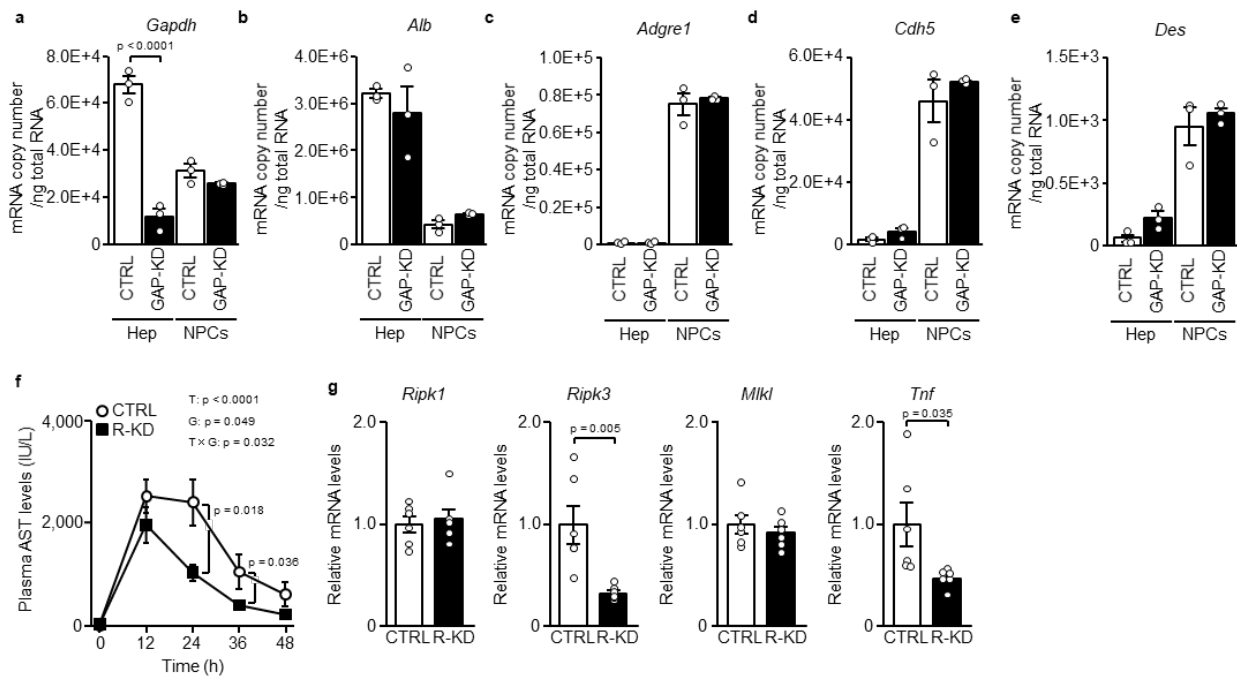 a
Gapdh
mRNA copy number
/ng total RNA
8.0E+4
6.0E+4
4.0E+4
2.0E+4
0
p < 0.0001
CTRL
GAP-KD
CTRL
GAP-KD
Hep
NPCs
b
Alb
mRNA copy number
/ng total RNA
4.0E+6
3.0E+6
2.0E+6
1.0E+6
0
CTRL
GAP-KD
CTRL
GAP-KD
Hep
NPCs
c
Adgre1
mRNA copy number
/ng total RNA
1.0E+5
0.8E+5
0.6E+5
0.4E+5
0.2E+5
0
CTRL
GAP-KD
CTRL
GAP-KD
Hep
NPCs
d
Cdh5
mRNA copy number
/ng total RNA
6.0E+4
4.0E+4
2.0E+4
0
CTRL
GAP-KD
CTRL
GAP-KD
Hep
NPCs
e
Des
mRNA copy number
/ng total RNA
1.5E+3
1.0E+3
0.5E+3
0
CTRL
GAP-KD
CTRL
GAP-KD
Hep
NPCs
f
CTRL
R-KD
T: p < 0.0001
G: p = 0.049
T × G: p = 0.032
Plasma AST levels (IU/L)
4,000
2,000
0
p = 0.018
p = 0.036
0 12 24 36 48
Time (h)
g
Ripk1
Relative mRNA levels
2.0
1.0
0
CTRL R-KD
Ripk3
Relative mRNA levels
2.0
1.0
0
p = 0.005
CTRL R-KD
Mlkl
Relative mRNA levels
2.0
1.0
0
CTRL R-KD
Tnf
Relative mRNA levels
2.0
1.0
0
p = 0.035
CTRL R-KD